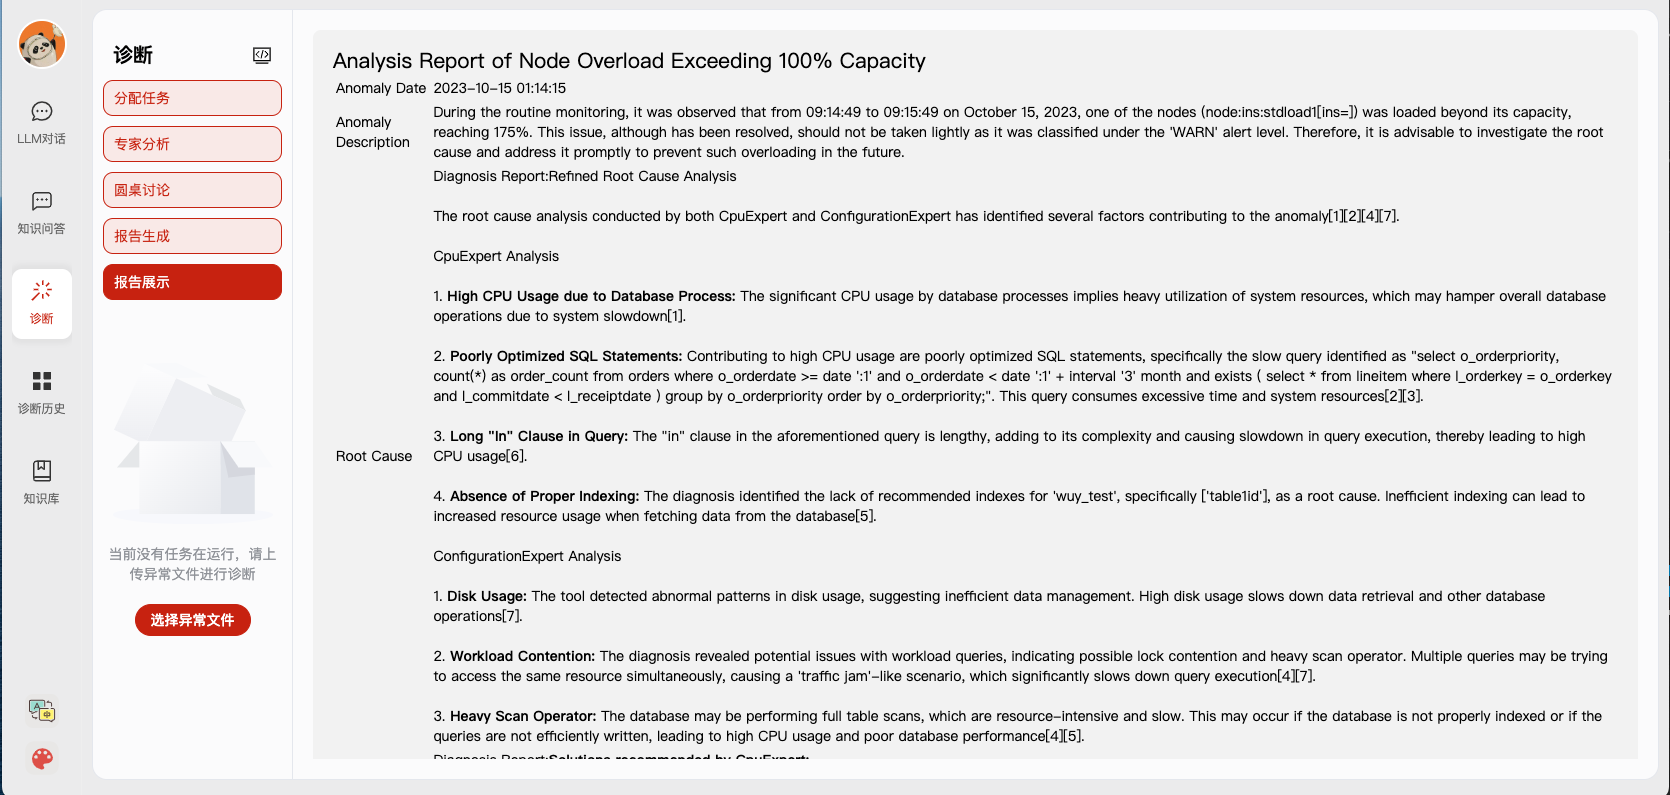 LLM对话
知识问答
诊断
诊断历史
知识库
诊断
分配任务
专家分析
圆桌讨论
报告生成
报告展示
当前没有任务在运行，请上
传异常文件进行诊断
选择异常文件
Analysis Report of Node Overload Exceeding 100% Capacity
Anomaly Date 2023-10-15 01:14:15
Anomaly
Description
During the routine monitoring, it was observed that from 09:14:49 to 09:15:49 on October 15, 2023, one of the nodes (node:ins:stdload1[ins=]) was loaded beyond its capacity,
reaching 175%. This issue, although has been resolved, should not be taken lightly as it was classified under the 'WARN' alert level. Therefore, it is advisable to investigate the root
cause and address it promptly to prevent such overloading in the future.
Root Cause
Diagnosis Report:Refined Root Cause Analysis
The root cause analysis conducted by both CpuExpert and ConfigurationExpert has identified several factors contributing to the anomaly[1][2][4][7].
CpuExpert Analysis
1. High CPU Usage due to Database Process: The significant CPU usage by database processes implies heavy utilization of system resources, which may hamper overall database
operations due to system slowdown[1].
2. Poorly Optimized SQL Statements: Contributing to high CPU usage are poorly optimized SQL statements, specifically the slow query identified as "select o_orderpriority,
count(*) as order_count from orders where o_orderdate >= date ':1' and o_orderdate < date ':1' + interval '3' month and exists ( select * from lineitem where l_orderkey = o_orderkey
and l_commitdate < l_receiptdate ) group by o_orderpriority order by o_orderpriority;". This query consumes excessive time and system resources[2][3].
3. Long "In" Clause in Query: The "in" clause in the aforementioned query is lengthy, adding to its complexity and causing slowdown in query execution, thereby leading to high
CPU usage[6].
4. Absence of Proper Indexing: The diagnosis identified the lack of recommended indexes for 'wuy_test', specifically ['table1id'], as a root cause. Inefficient indexing can lead to
increased resource usage when fetching data from the database[5].
ConfigurationExpert Analysis
1. Disk Usage: The tool detected abnormal patterns in disk usage, suggesting inefficient data management. High disk usage slows down data retrieval and other database
operations[7].
2. Workload Contention: The diagnosis revealed potential issues with workload queries, indicating possible lock contention and heavy scan operator. Multiple queries may be trying
to access the same resource simultaneously, causing a 'traffic jam'-like scenario, which significantly slows down query execution[4][7].
3. Heavy Scan Operator: The database may be performing full table scans, which are resource-intensive and slow. This may occur if the database is not properly indexed or if the
queries are not efficiently written, leading to high CPU usage and poor database performance[4][5].
Diagnosis Report:Solutions recommended by CpuExpert: